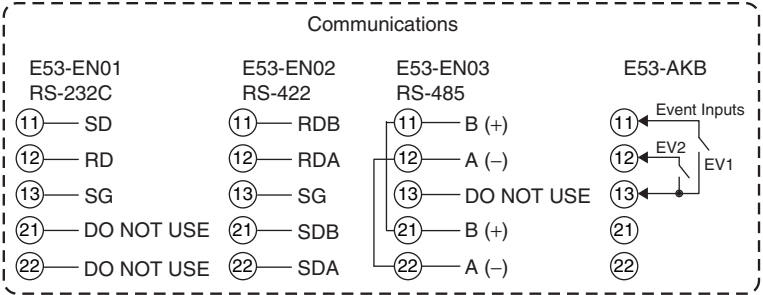 Communications
E53-EN01
RS-232C
11 SD
12 RD
13 SG
21 DO NOT USE
22 DO NOT USE
E53-EN02
RS-422
11 RDB
12 RDA
13 SG
21 SDB
22 SDA
E53-EN03
RS-485
11 B (+)
12 A (−)
13 DO NOT USE
21 B (+)
22 A (−)
E53-AKB
11 Event Inputs
12 EV2
EV1
13
21
22